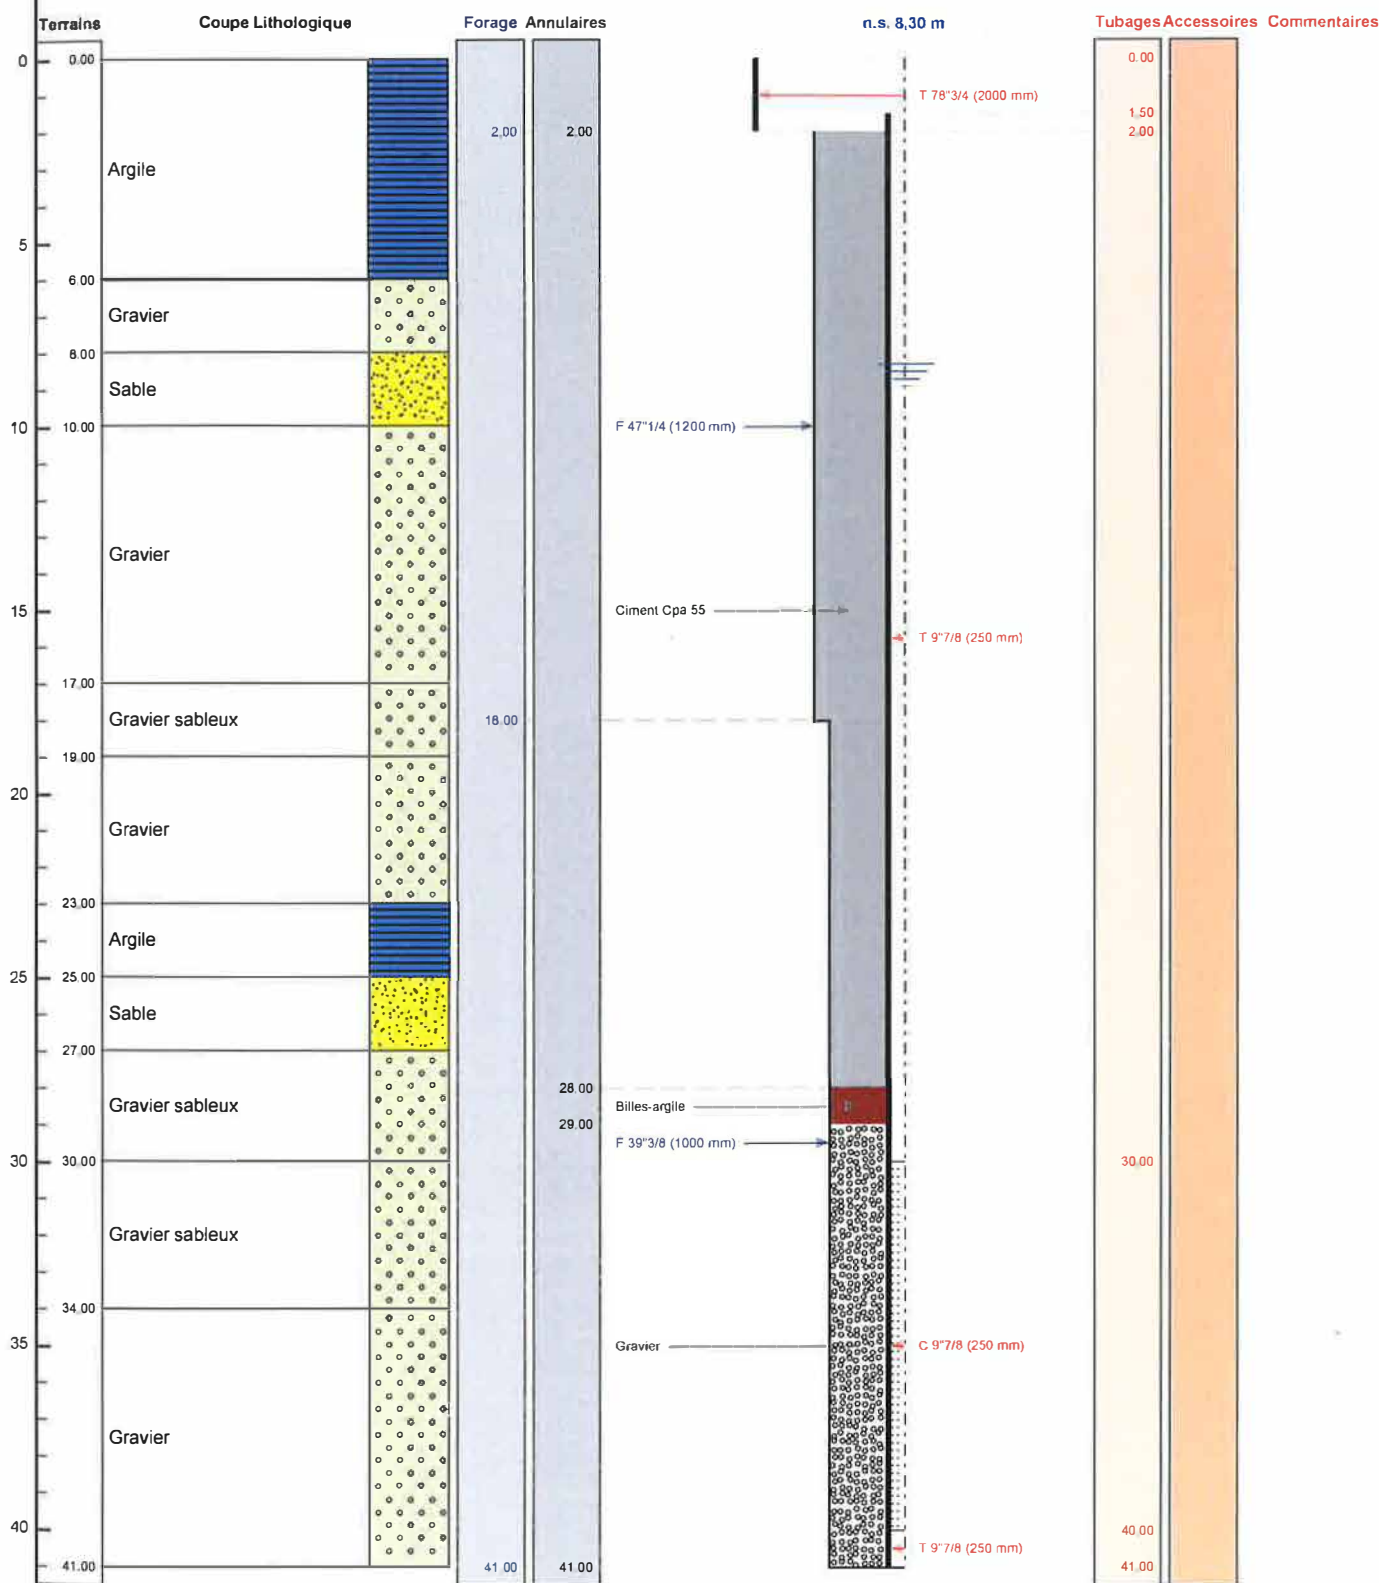 Terrains Coupe Lithologique Forage Annulaires n.s. 8,30 m Tubages Accessoires Commentaires
0 0.00 0.00
T 78"3/4 (2000 mm)
1,50
2,00 2.00 2.00
Argile
5
6.00
Gravier
8.00
Sable
10 10.00 F 47"1/4 (1200 mm)
Gravier
15 Ciment Cpa 55
T 9"7/8 (250 mm)
17.00
Gravier sableux 18.00
19.00
20
Gravier
23.00
Argile
25 25.00
Sable
27.00
28.00
Gravier sableux Billes-argile
29.00
F 39"3/8 (1000 mm)
30 30.00 30.00
Gravier sableux
34.00
35 Gravier C 9"7/8 (250 mm)
Gravier
40 40.00
T 9"7/8 (250 mm)
41.00 41.00 41.00 41.00